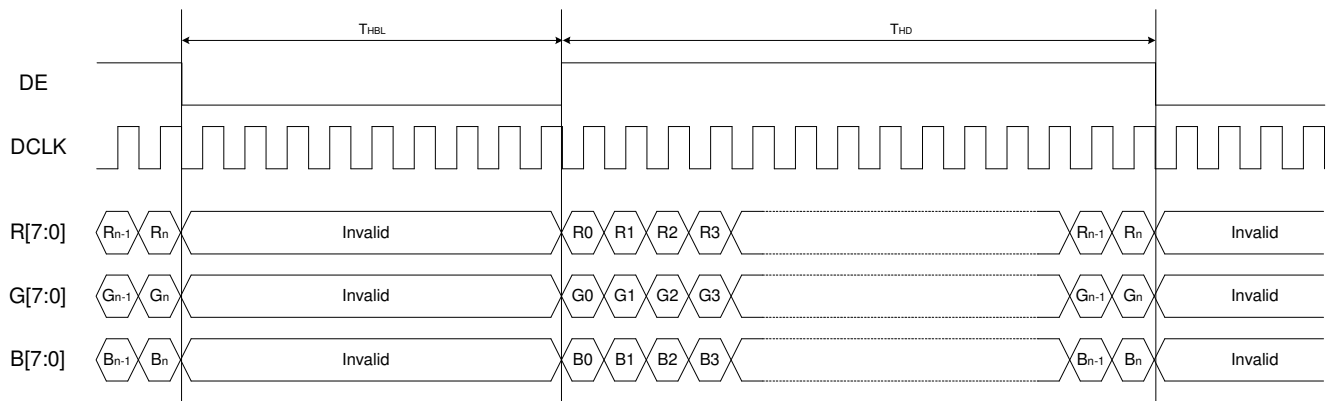 THBL THD
DE
DCLK
R[7:0] Rn-1 Rn Invalid R0 R1 R2 R3 Rn-1 Rn Invalid
G[7:0] Gn-1 Gn Invalid G0 G1 G2 G3 Gn-1 Gn Invalid
B[7:0] Bn-1 Bn Invalid B0 B1 B2 B3 Bn-1 Bn Invalid